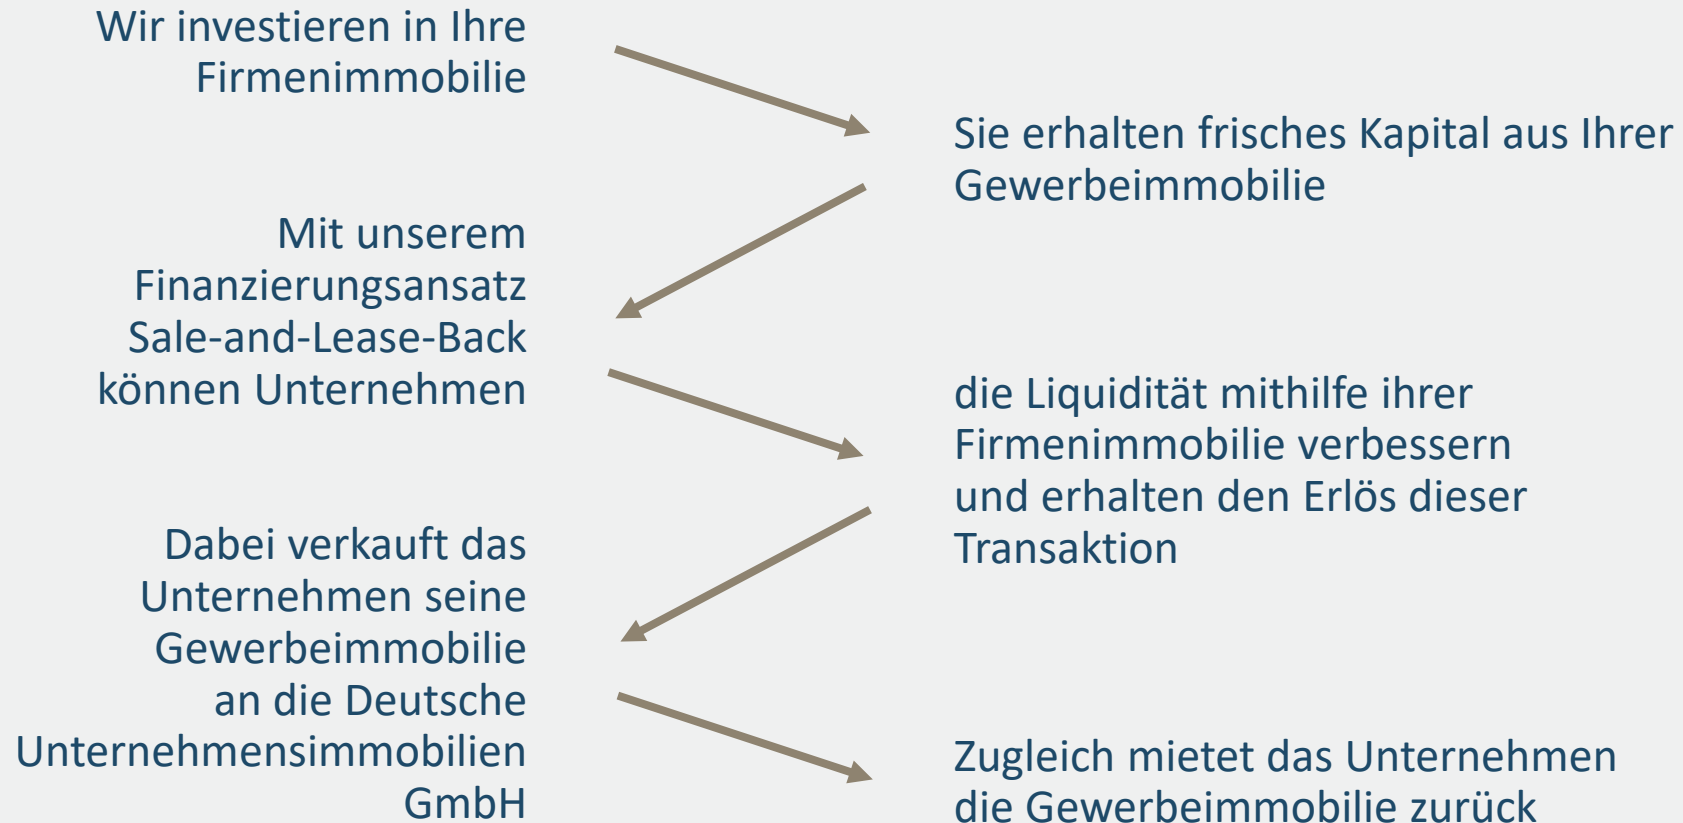 Wir investieren in Ihre
Firmenimmobilie
Sie erhalten frisches Kapital aus Ihrer
Gewerbeimmobilie
Mit unserem
Finanzierungsansatz
Sale-and-Lease-Back
können Unternehmen
die Liquidität mithilfe ihrer
Firmenimmobilie verbessern
und erhalten den Erlös dieser
Transaktion
Dabei verkauft das
Unternehmen seine
Gewerbeimmobilie
an die Deutsche
Unternehmensimmobilien
GmbH
Zugleich mietet das Unternehmen
die Gewerbeimmobilie zurück